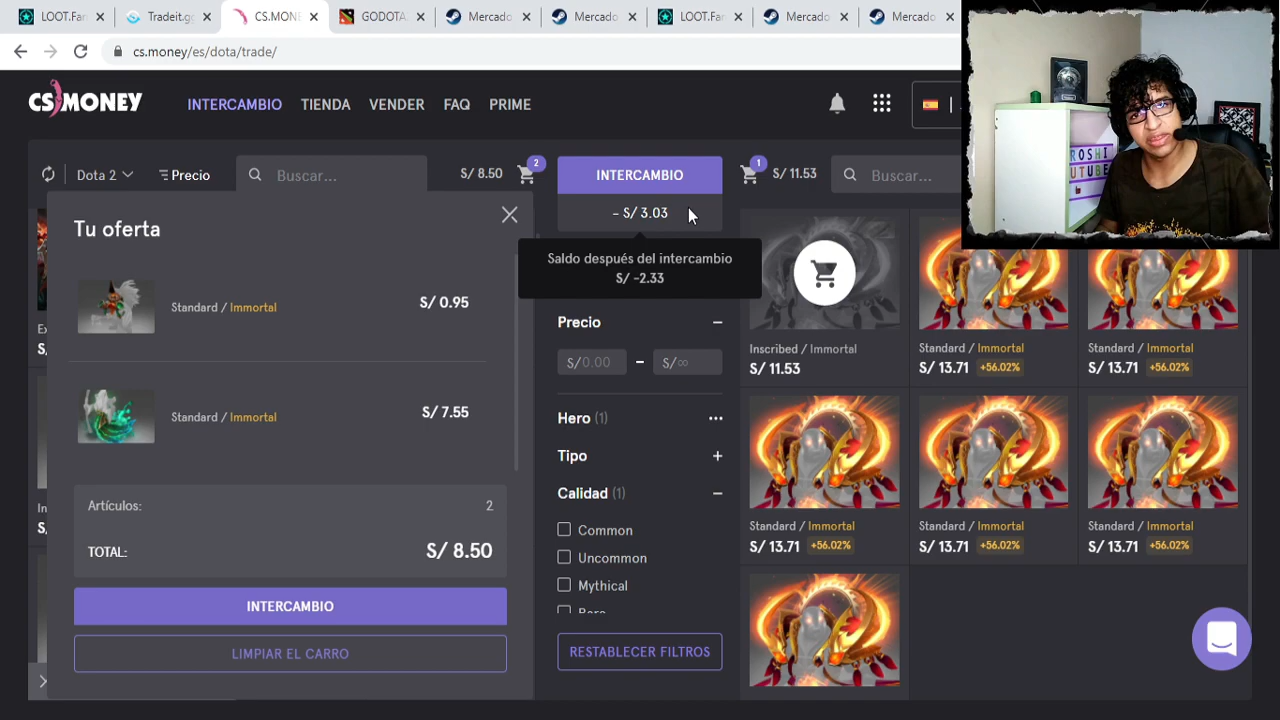 LOOT.Far
Tradeit.gg
CS.MONEY
GODOTA
Mercado
Mercado
LOOT.Far
Mercado
Mercado
cs.money/es/dota/trade/
CS MONEY
INTERCAMBIO
TIENDA
VENDER
FAQ
PRIME
Dota 2
Precio
Buscar...
S/ 8.50
2
INTERCAMBIO
- S/ 3.03
1
S/ 11.53
Buscar...
Tu oferta
Standard / Immortal
S/ 0.95
Standard / Immortal
S/ 7.55
Artículos:
2
TOTAL:
S/ 8.50
INTERCAMBIO
LIMPIAR EL CARRO
Saldo después del intercambio
S/ -2.33
Precio
S/0.00
S/∞
Hero (1)
Tipo
Calidad (1)
Common
Uncommon
Mythical
Rare
RESTABLECER FILTROS
Inscribed / Immortal
S/ 11.53
Standard / Immortal
S/ 13.71 +56.02%
Standard / Immortal
S/ 13.71 +56.02%
Standard / Immortal
S/ 13.71 +56.02%
Standard / Immortal
S/ 13.71 +56.02%
Standard / Immortal
S/ 13.71 +56.02%